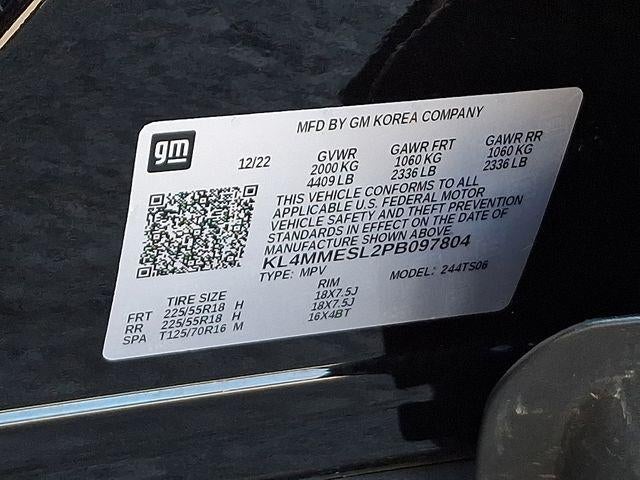 gm
MFD BY GM KOREA COMPANY
12/22 GVWR GAWR FRT GAWR RR
2000 KG 1060 KG 1060 KG
4409 LB 2336 LB 2336 LB
THIS VEHICLE CONFORMS TO ALL
APPLICABLE U.S. FEDERAL MOTOR
VEHICLE SAFETY AND THEFT PREVENTION
STANDARDS IN EFFECT ON THE DATE OF
MANUFACTURE SHOWN ABOVE.
KL4MMESL2PB097804
TYPE: MPV MODEL: 244TS06
TIRE SIZE RIM
FRT 225/55R18 H 18X7.5J
RR 225/55R18 H 18X7.5J
SPA T125/70R16 M 16X4BT